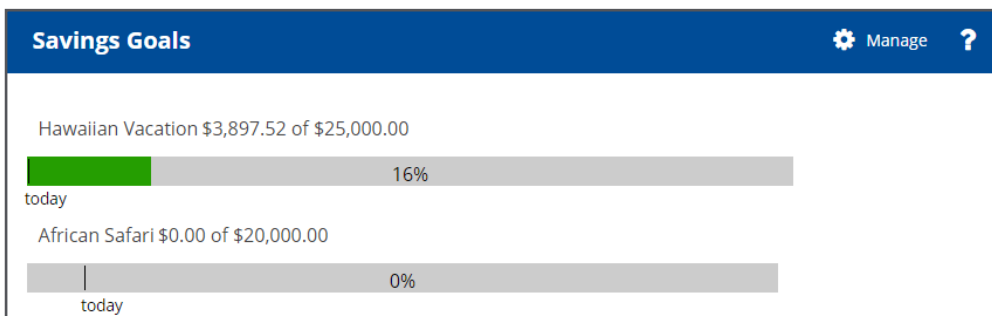 Savings Goals Manage ?
Hawaiian Vacation $3,897.52 of $25,000.00
16%
today
African Safari $0.00 of $20,000.00
0%
today